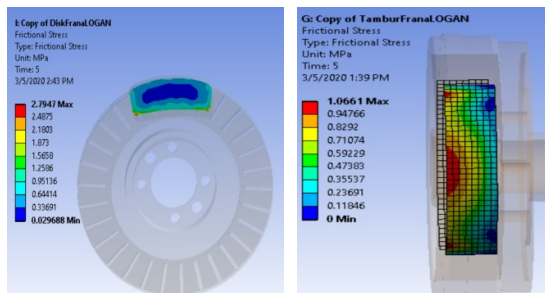 I: Copy of DiskFranaLOGAN
Frictional Stress
Type: Frictional Stress
Unit: MPa
Time: 5
3/5/2020 2:43 PM
2.7947 Max
2.4875
2.1803
1.873
1.5658
1.2586
0.95136
0.64414
0.33691
0.029688 Min
G: Copy of TamburFranaLOGAN
Frictional Stress
Type: Frictional Stress
Unit: MPa
Time: 5
3/5/2020 1:39 PM
1.0661 Max
0.94766
0.8292
0.71074
0.59229
0.47383
0.35537
0.23691
0.11846
0 Min